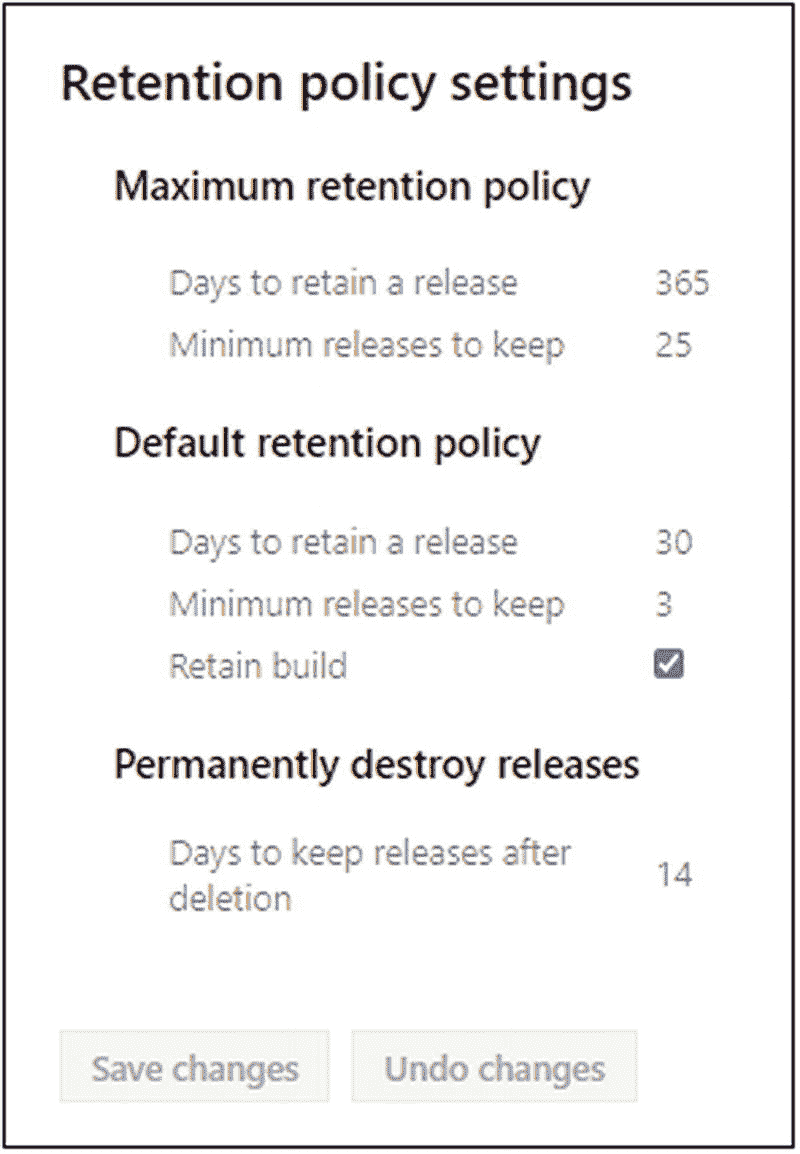 Retention policy settings
Maximum retention policy
Days to retain a release 365
Minimum releases to keep 25
Default retention policy
Days to retain a release 30
Minimum releases to keep 3
Retain build
Permanently destroy releases
Days to keep releases after
deletion 14
Save changes Undo changes